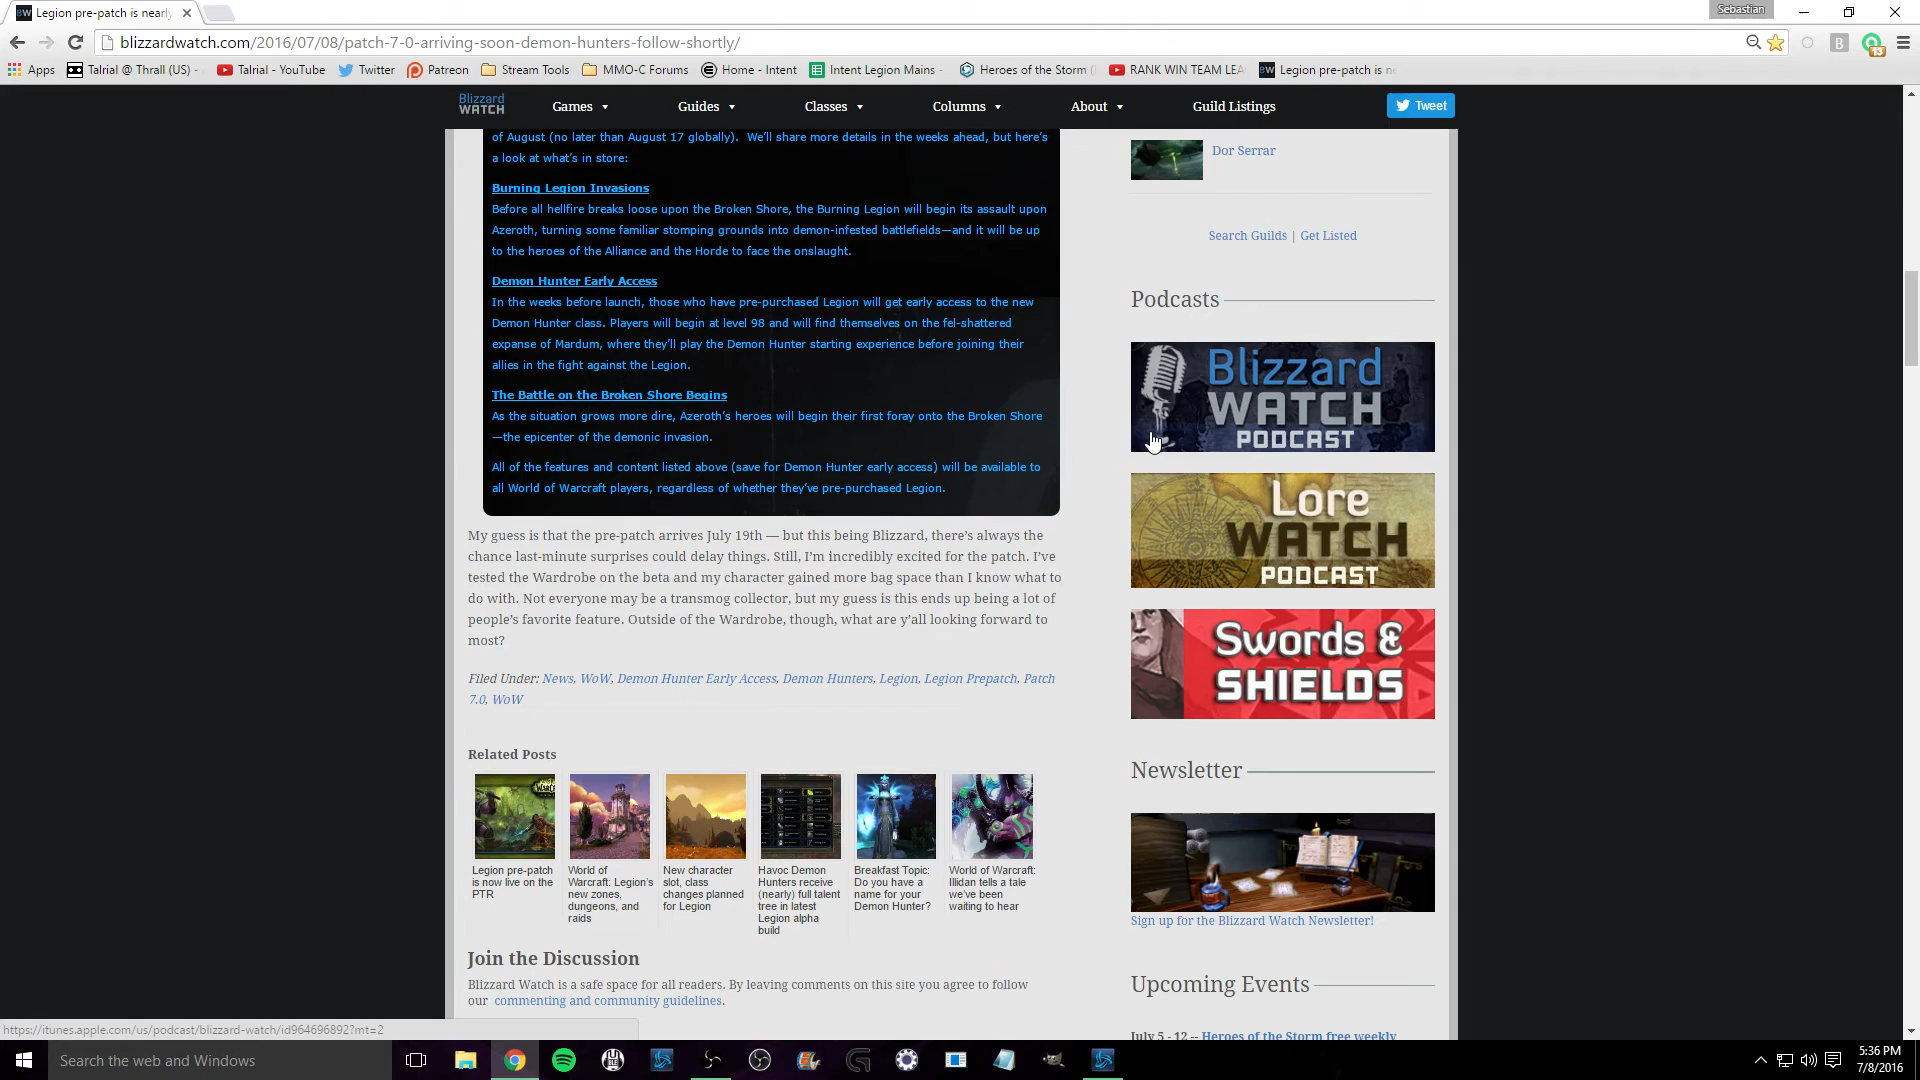 Legion pre-patch is nearly
Sebastian
blizzardwatch.com/2016/07/08/patch-7-0-arriving-soon-demon-hunters-follow-shortly/
Apps
Talrial @ Thrall (US) -
Talrial - YouTube
Twitter
Patreon
Stream Tools
MMO-C Forums
Home - Intent
Intent Legion Mains -
Heroes of the Storm (
RANK WIN TEAM LEA
Legion pre-patch is ne
Blizzard WATCH
Games
Guides
Classes
Columns
About
Guild Listings
Tweet
of August (no later than August 17 globally).  We'll share more details in the weeks ahead, but here's
a look at what's in store:
Burning Legion Invasions
Before all hellfire breaks loose upon the Broken Shore, the Burning Legion will begin its assault upon
Azeroth, turning some familiar stomping grounds into demon-infested battlefields—and it will be up
to the heroes of the Alliance and the Horde to face the onslaught.
Demon Hunter Early Access
In the weeks before launch, those who have pre-purchased Legion will get early access to the new
Demon Hunter class. Players will begin at level 98 and will find themselves on the fel-shattered
expanse of Mardum, where they'll play the Demon Hunter starting experience before joining their
allies in the fight against the Legion.
The Battle on the Broken Shore Begins
As the situation grows more dire, Azeroth's heroes will begin their first foray onto the Broken Shore
—the epicenter of the demonic invasion.
All of the features and content listed above (save for Demon Hunter early access) will be available to
all World of Warcraft players, regardless of whether they've pre-purchased Legion.
My guess is that the pre-patch arrives July 19th — but this being Blizzard, there's always the
chance last-minute surprises could delay things. Still, I'm incredibly excited for the patch. I've
tested the Wardrobe on the beta and my character gained more bag space than I know what to
do with. Not everyone may be a transmog collector, but my guess is this ends up being a lot of
people's favorite feature. Outside of the Wardrobe, though, what are y'all looking forward to
most?
Filed Under: News, WoW, Demon Hunter Early Access, Demon Hunters, Legion, Legion Prepatch, Patch
7.0, WoW
Related Posts
Legion pre-patch
is now live on the
PTR
World of
Warcraft: Legion's
new zones,
dungeons, and
raids
New character
slot, class
changes planned
for Legion
Havoc Demon
Hunters receive
(nearly) full talent
tree in latest
Legion alpha
build
Breakfast Topic:
Do you have a
name for your
Demon Hunter?
World of Warcraft:
Illidan tells a tale
we've been
waiting to hear
Join the Discussion
Blizzard Watch is a safe space for all readers. By leaving comments on this site you agree to follow
our commenting and community guidelines.
Dor Serrar
Search Guilds | Get Listed
Podcasts
Blizzard
WATCH
PODCAST
Lore
WATCH
PODCAST
Swords &
SHIELDS
Newsletter
Sign up for the Blizzard Watch Newsletter!
Upcoming Events
July 5 - 12 -- Heroes of the Storm free weekly
https://itunes.apple.com/us/podcast/blizzard-watch/id964696892?mt=2
Search the web and Windows
5:36 PM
7/8/2016